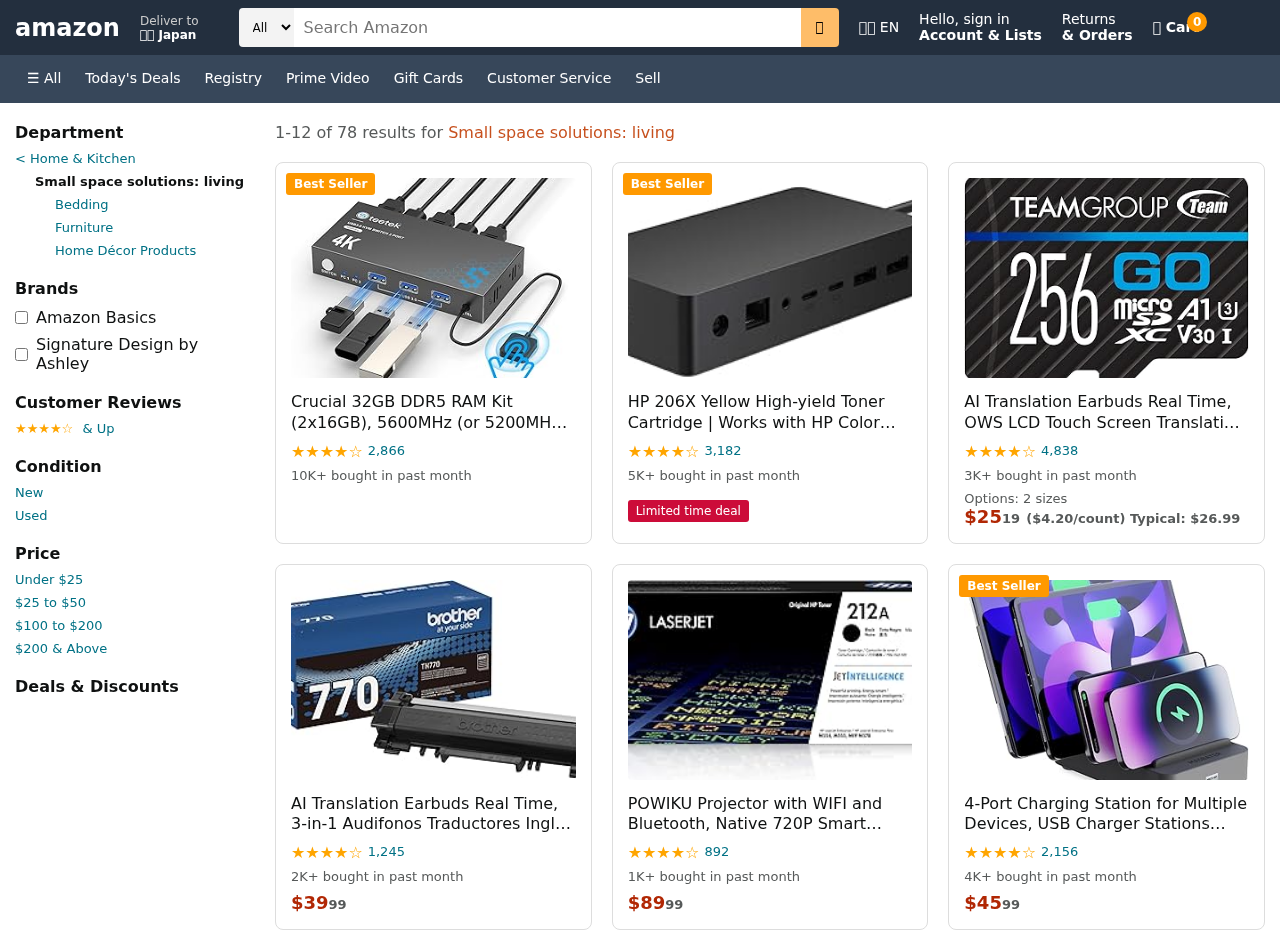 amazon
Deliver to
Japan
All
Search Amazon
EN
Hello, sign in
Account & Lists
Returns
& Orders
0
☰ All
Today's Deals
Registry
Prime Video
Gift Cards
Customer Service
Sell
Department
< Home & Kitchen
Small space solutions: living
Bedding
Furniture
Home Décor Products
Brands
Amazon Basics
Signature Design by
Ashley
Customer Reviews
★★★★☆ & Up
Condition
New
Used
Price
Under $25
$25 to $50
$100 to $200
$200 & Above
Deals & Discounts
1-12 of 78 results for Small space solutions: living
Best Seller
teetek
4K
Crucial 32GB DDR5 RAM Kit
(2x16GB), 5600MHz (or 5200MH…
★★★★☆ 2,866
10K+ bought in past month
Best Seller
HP 206X Yellow High-yield Toner
Cartridge | Works with HP Color…
★★★★☆ 3,182
5K+ bought in past month
Limited time deal
TEAMGROUP Team
256 GO
micro SD XC A1 U3 V30 I
AI Translation Earbuds Real Time,
OWS LCD Touch Screen Translati…
★★★★☆ 4,838
3K+ bought in past month
Options: 2 sizes
$25 19 ($4.20/count) Typical: $26.99
770
brother
at your side
TN770
770
brother
AI Translation Earbuds Real Time,
3-in-1 Audifonos Traductores Ingl…
★★★★☆ 1,245
2K+ bought in past month
$39 99
hp
Original HP Toner
LASERJET
212A
JETINTELLIGENCE
POWIKU Projector with WIFI and
Bluetooth, Native 720P Smart…
★★★★☆ 892
1K+ bought in past month
$89 99
Best Seller
4-Port Charging Station for Multiple
Devices, USB Charger Stations…
★★★★☆ 2,156
4K+ bought in past month
$45 99